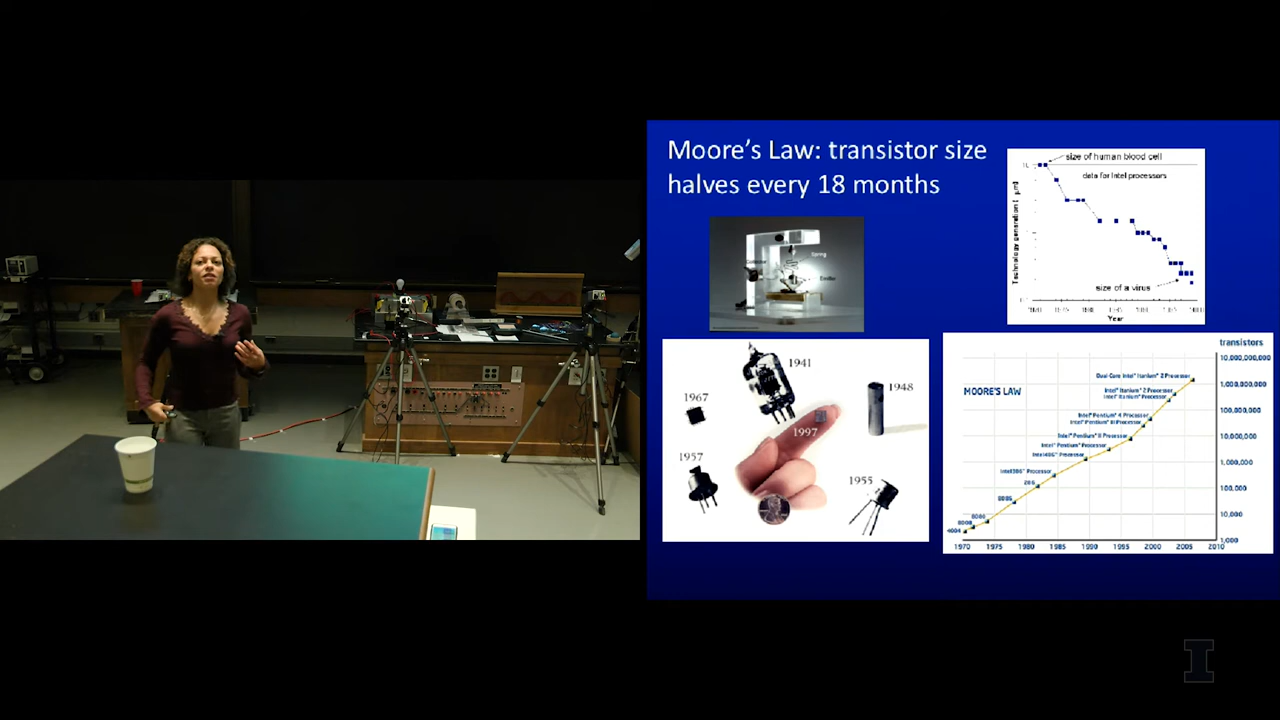 Moore's Law: transistor size
halves every 18 months
size of human blood cell
data for Intel processors
Technology generation
size of a virus
Year
Spring
Emitter
1941
1948
1967
1997
1957
1955
transistors
MOORE'S LAW
10,000,000,000
1,000,000,000
100,000,000
10,000,000
1,000,000
100,000
10,000
1,000
Dual-Core Intel® Itanium® 2 Processor
Intel® Itanium® 2 Processor
Intel® Itanium® Processor
Intel® Pentium® 4 Processor
Intel® Pentium® III Processor
Intel® Pentium® II Processor
Intel® Pentium® Processor
Intel486™ Processor
Intel386™ Processor
286
8086
8080
8008
4004
1970 1975 1980 1985 1990 1995 2000 2005 2010
I